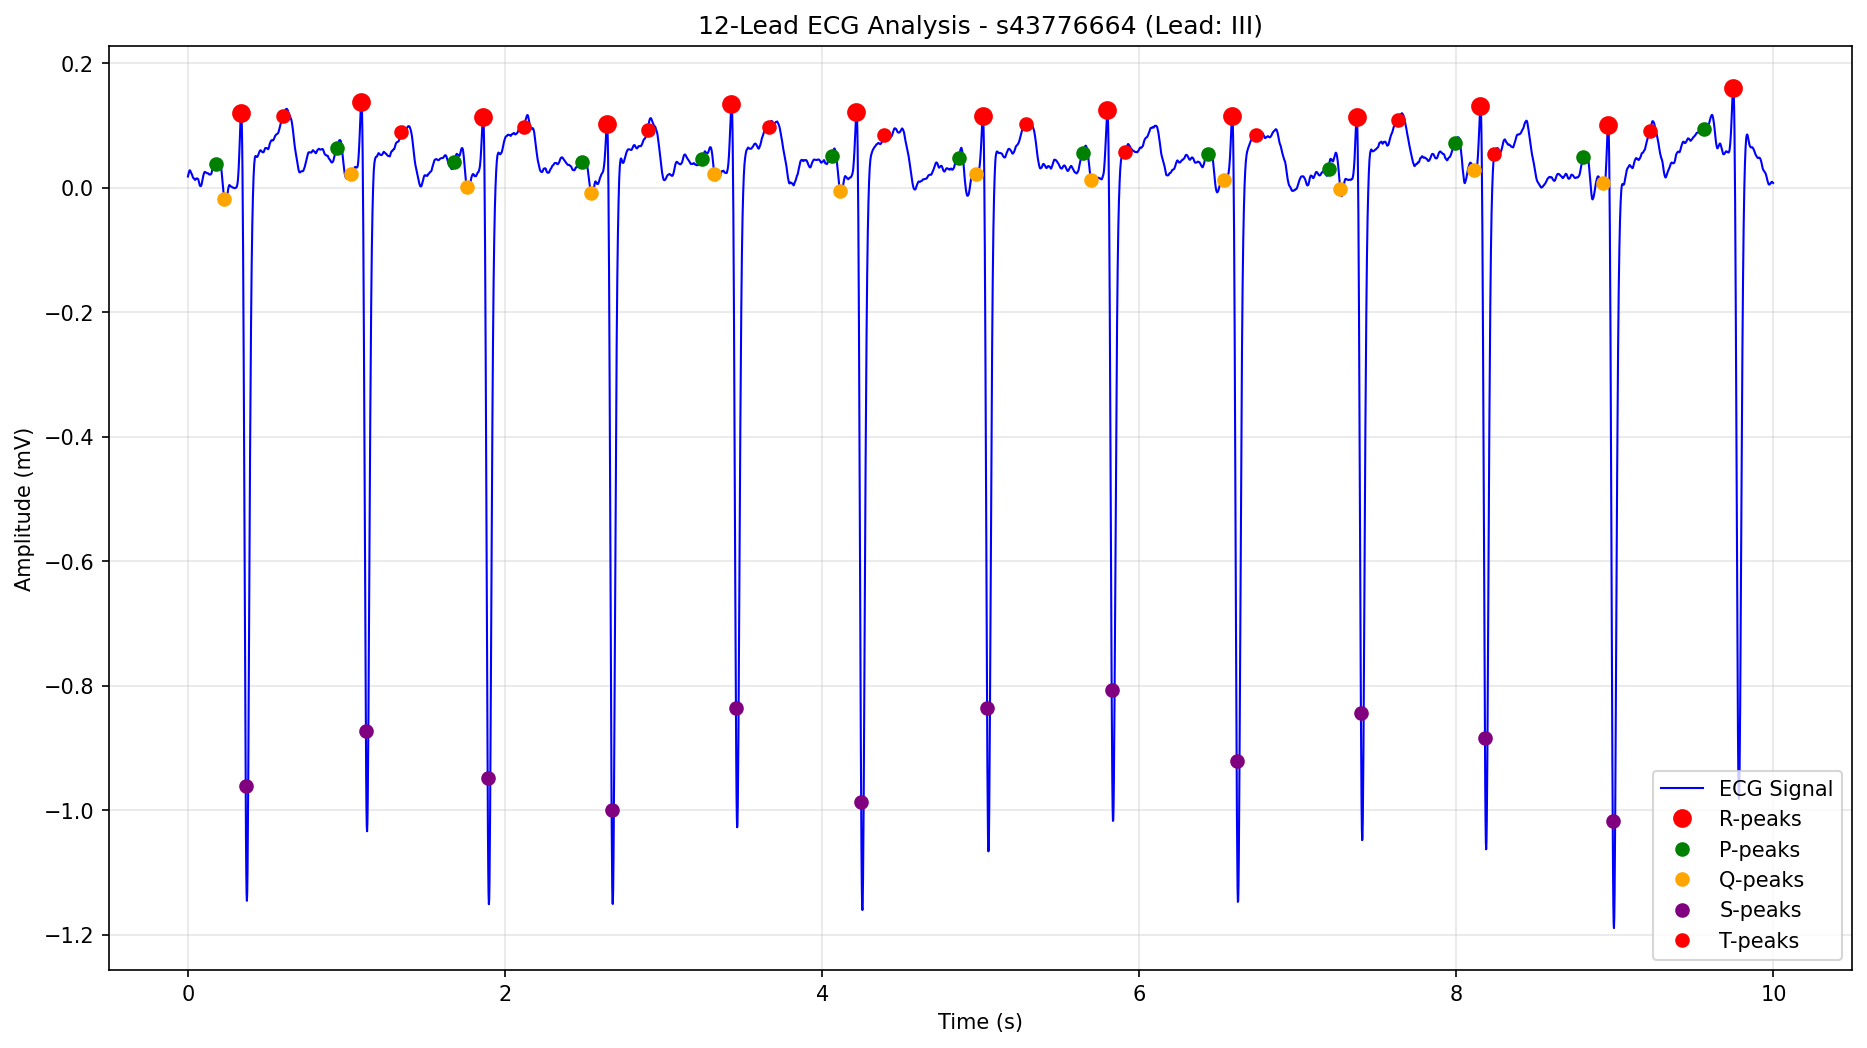 12-Lead ECG Analysis - s43776664 (Lead: III)
0.2
0.0
−0.2
−0.4
−0.6
−0.8
−1.0
−1.2
Amplitude (mV)
0 2 4 6 8 10
Time (s)
ECG Signal
R-peaks
P-peaks
Q-peaks
S-peaks
T-peaks